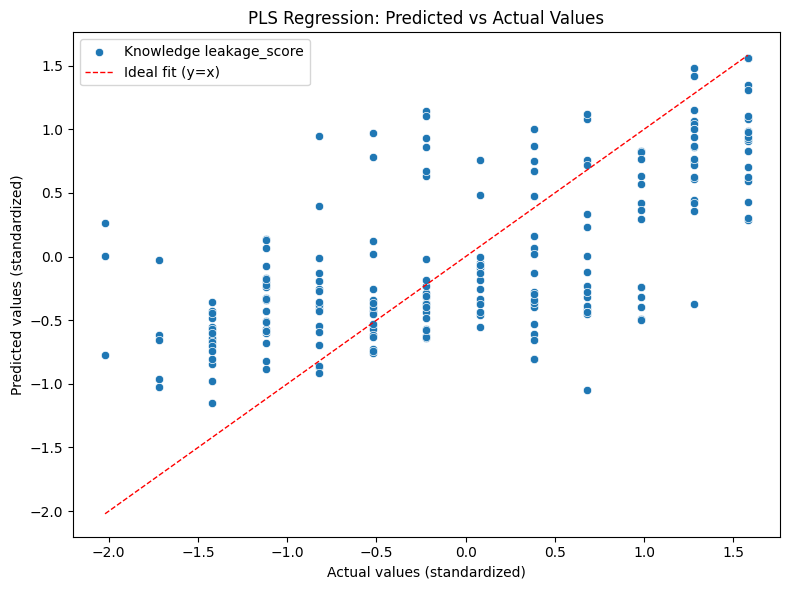 PLS Regression: Predicted vs Actual Values
Knowledge leakage_score
Ideal fit (y=x)
Predicted values (standardized)
1.5
1.0
0.5
0.0
−0.5
−1.0
−1.5
−2.0
−2.0 −1.5 −1.0 −0.5 0.0 0.5 1.0 1.5
Actual values (standardized)